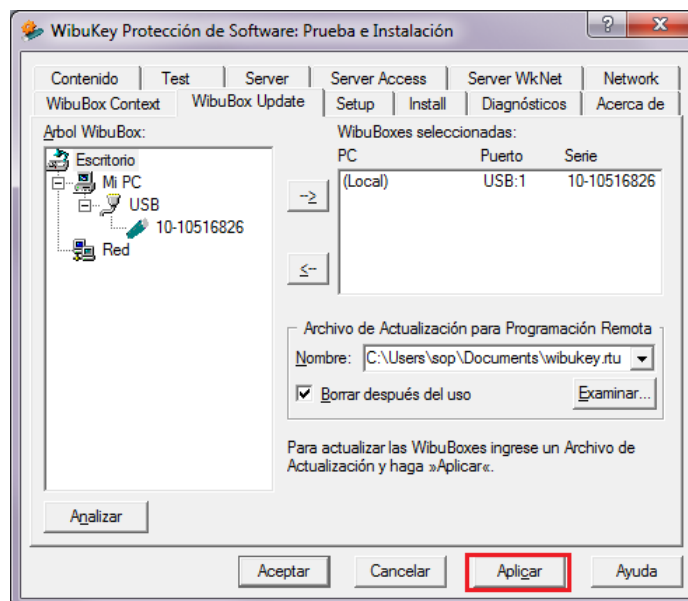 WibuKey Protección de Software: Prueba e Instalación
Contenido Test Server Server Access Server WkNet Network
WibuBox Context WibuBox Update Setup Install Diagnósticos Acerca de
Arbol WibuBox:
Escritorio
Mi PC
USB
10-10516826
Red
Analizar
-->
<--
WibuBoxes seleccionadas:
PC Puerto Serie
(Local) USB:1 10-10516826
Archivo de Actualización para Programación Remota
Nombre: C:\Users\sop\Documents\wibukey.rtu
Borrar después del uso Examinar...
Para actualizar las WibuBoxes ingrese un Archivo de
Actualización y haga »Aplicar«.
Aceptar Cancelar Aplicar Ayuda